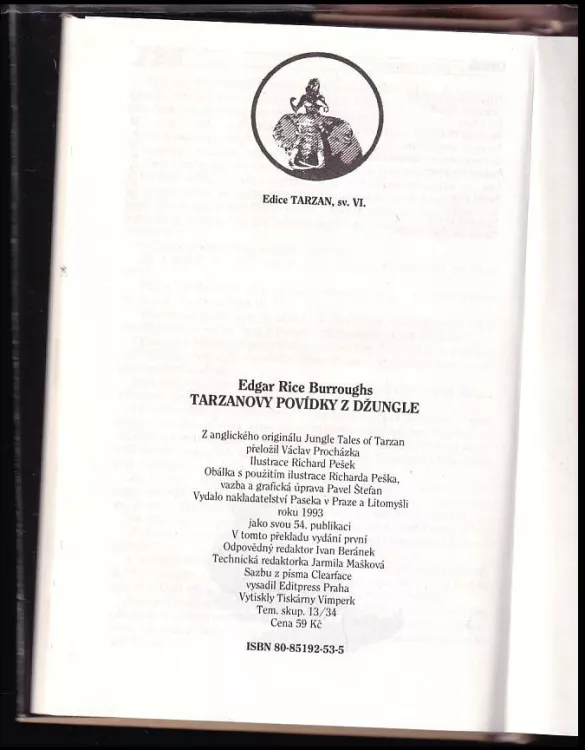 Edice TARZAN, sv. VI.
Edgar Rice Burroughs
TARZANOVY POVÍDKY Z DŽUNGLE
Z anglického originálu Jungle Tales of Tarzan
přeložil Václav Procházka
Ilustrace Richard Pešek
Obálka s použitím ilustrace Richarda Peška,
vazba a grafická úprava Pavel Štefan
Vydalo nakladatelství Paseka v Praze a Litomyšli
roku 1993
jako svou 54. publikaci
V tomto překladu vydání první
Odpovědný redaktor Ivan Beránek
Technická redaktorka Jarmila Mašková
Sazbu z písma Clearface
vysadil Editpress Praha
Vytiskly Tiskárny Vimperk
Tem. skup. 13/34
Cena 59 Kč
ISBN 80-85192-53-5